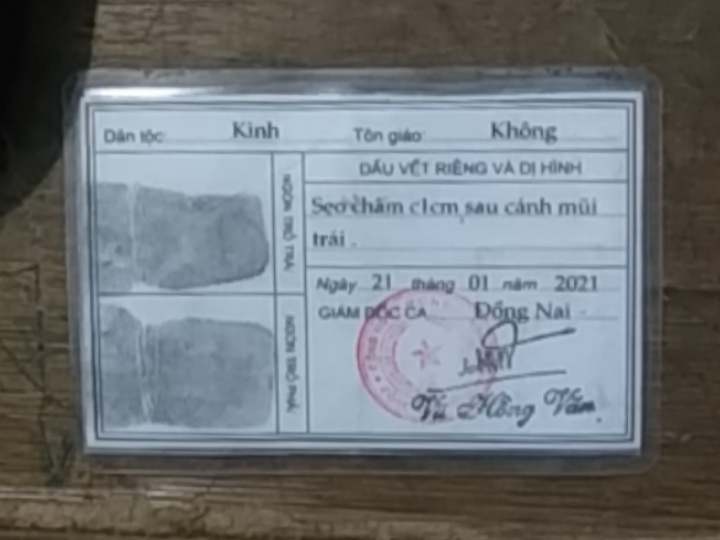 Dân tộc: Kinh Tôn giáo: Không
NGÓN TRỎ TRÁI
DẤU VẾT RIÊNG VÀ DỊ HÌNH
Sẹo chấm c1cm sau cánh mũi
trái .
Ngày 21 tháng 01 năm 2021
GIÁM ĐỐC CA Đồng Nai
NGÓN TRỎ PHẢI
Vũ Hồng Văn